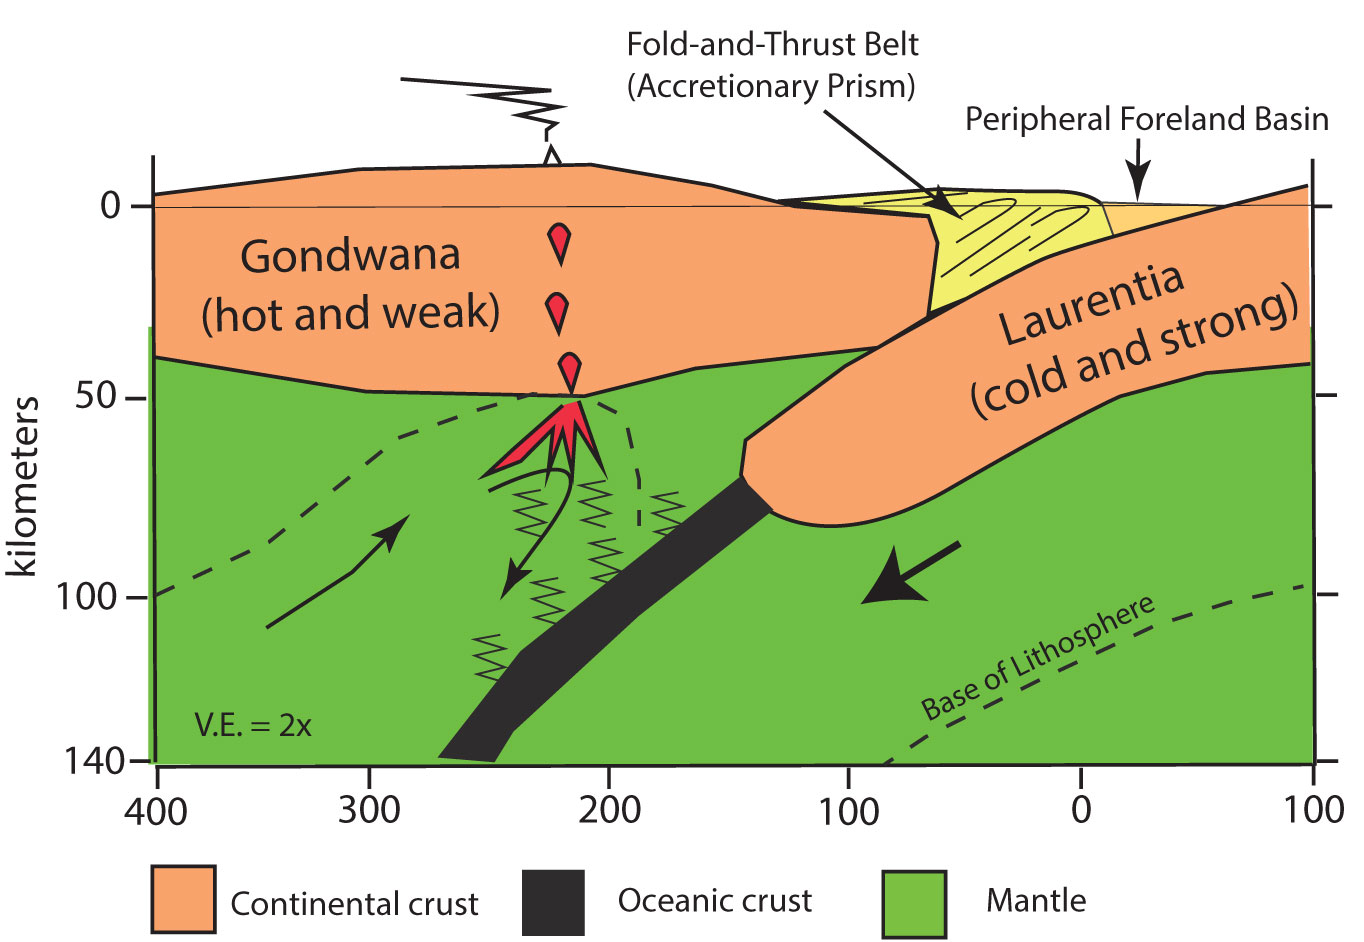 Fold-and-Thrust Belt
(Accretionary Prism)
Peripheral Foreland Basin
0
Gondwana
(hot and weak)
Laurentia
(cold and strong)
50
kilometers
100
Base of Lithosphere
V.E. = 2x
140
400 300 200 100 0 100
Continental crust Oceanic crust Mantle